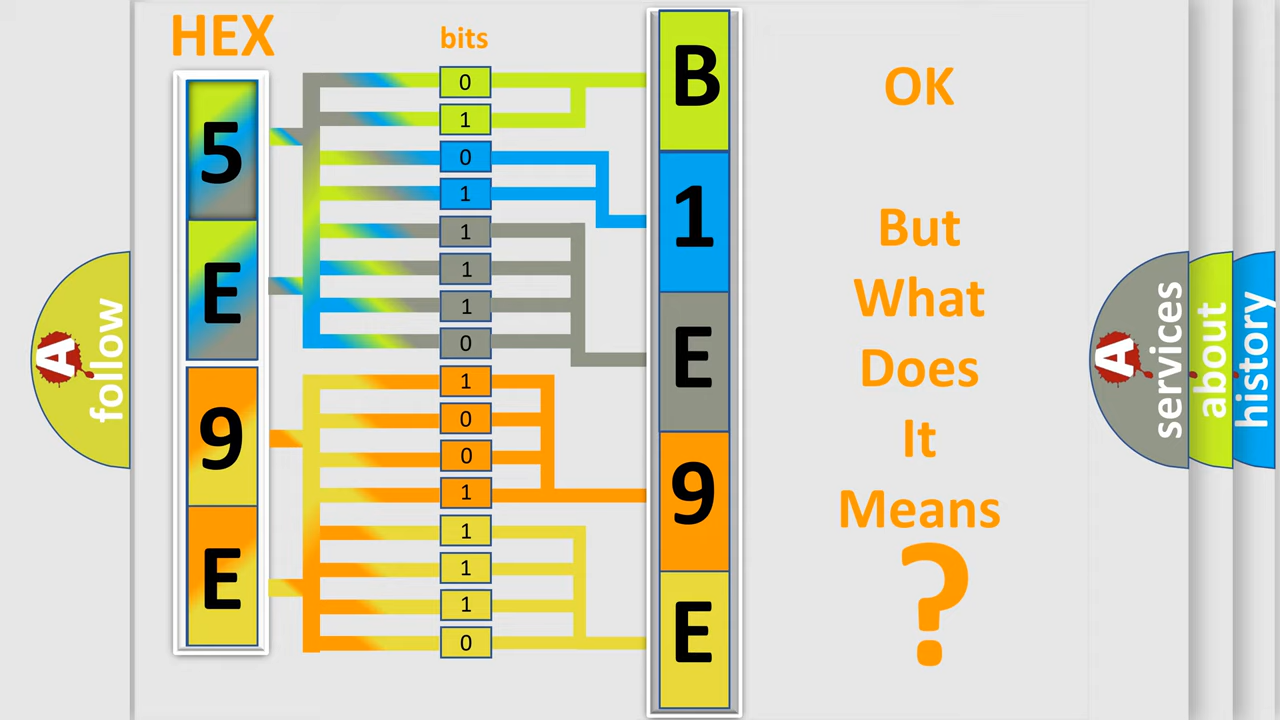 HEX
bits
5
E
9
E
0
1
0
1
1
1
1
0
1
0
0
1
1
1
1
0
B
1
E
9
E
OK
But
What
Does
It
Means
?
A
follow
A
services
about
history